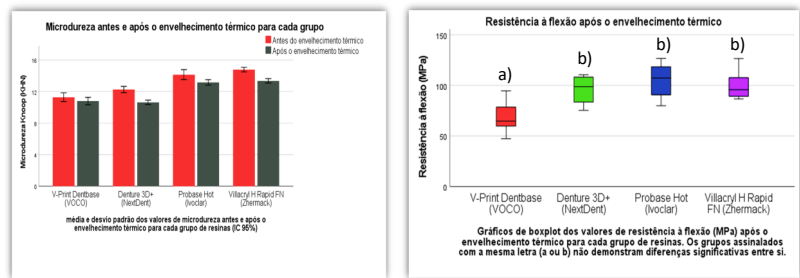 Microdureza antes e após o envelhecimento térmico para cada grupo
Antes do envelhecimento térmico
Após o envelhecimento térmico
Microdureza Knoop (KHN)
16
12
8
4
0
V-Print Dentbase
(VOCO)
Denture 3D+
(NextDent)
Probase Hot
(Ivoclar)
Villacryl H Rapid FN
(Zhermack)
média e desvio padrão dos valores de microdureza antes e após o
envelhecimento térmico para cada grupo de resinas (IC 95%)
Resistência à flexão após o envelhecimento térmico
Resistência à flexão (MPa)
150
100
50
0
a)
b)
b)
b)
V-Print Dentbase
(VOCO)
Denture 3D+
(NextDent)
Probase Hot
(Ivoclar)
Villacryl H Rapid
FN (Zhermack)
Gráficos de boxplot dos valores de resistência à flexão (MPa) após o
envelhecimento térmico para cada grupo de resinas. Os grupos assinalados
com a mesma letra (a ou b) não demonstram diferenças significativas entre si.